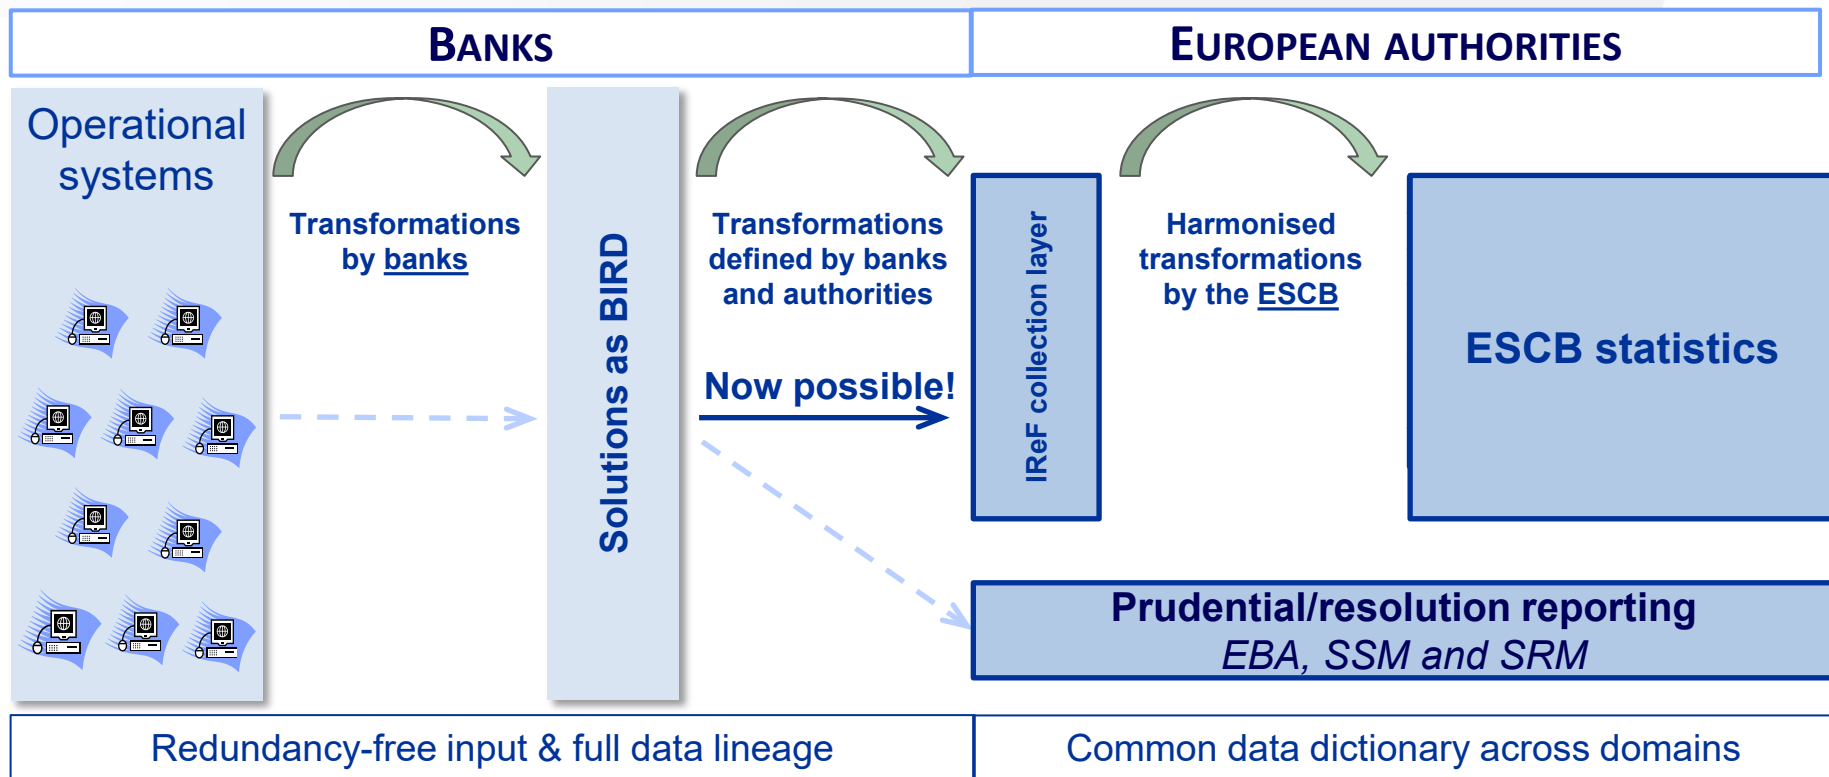 BANKS
EUROPEAN AUTHORITIES
Operational
systems
Transformations
by banks
Solutions as BIRD
Transformations
defined by banks
and authorities
Now possible!
IReF collection layer
Harmonised
transformations
by the ESCB
ESCB statistics
Prudential/resolution reporting
EBA, SSM and SRM
Redundancy-free input & full data lineage
Common data dictionary across domains